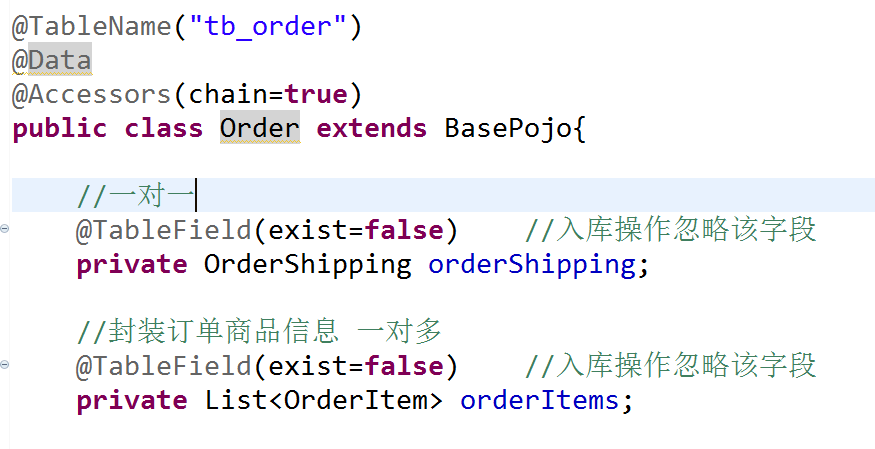 @TableName("tb_order")
@Data
@Accessors(chain=true)
public class Order extends BasePojo{
//一对一
@TableField(exist=false) //入库操作忽略该字段
private OrderShipping orderShipping;
//封装订单商品信息 一对多
@TableField(exist=false) //入库操作忽略该字段
private List<OrderItem> orderItems;